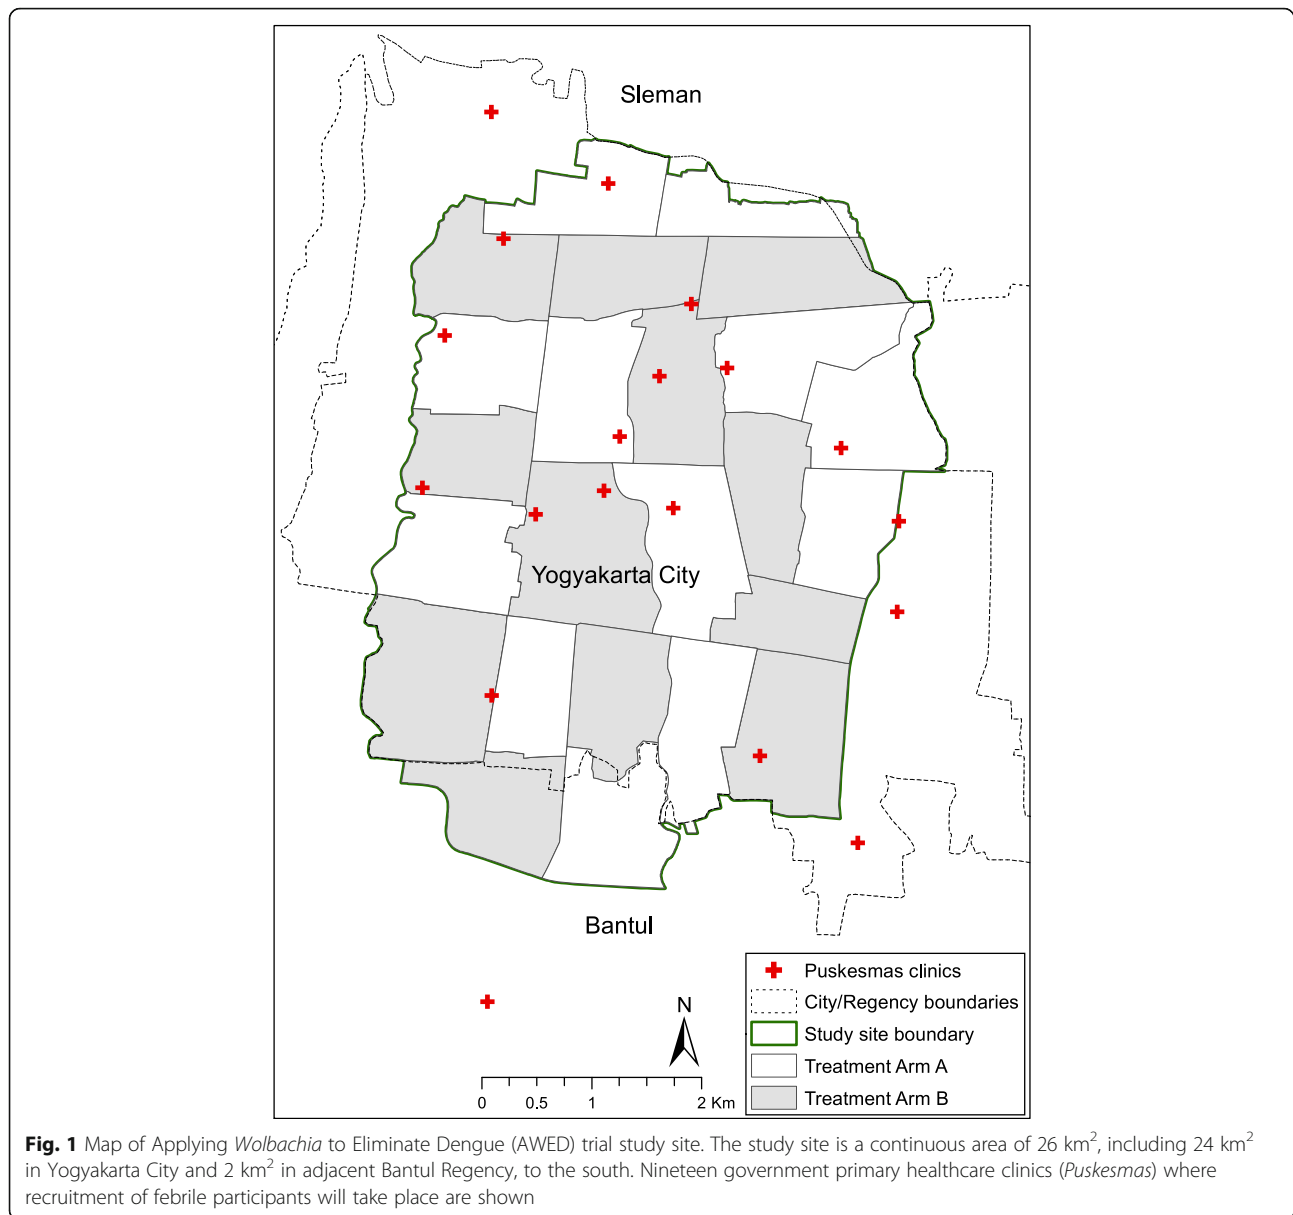 Sleman
Yogyakarta City
Bantul
N
0 0.5 1 2 Km
Puskesmas clinics
City/Regency boundaries
Study site boundary
Treatment Arm A
Treatment Arm B
Fig. 1 Map of Applying Wolbachia to Eliminate Dengue (AWED) trial study site. The study site is a continuous area of 26 km², including 24 km²
in Yogyakarta City and 2 km² in adjacent Bantul Regency, to the south. Nineteen government primary healthcare clinics (Puskesmas) where
recruitment of febrile participants will take place are shown